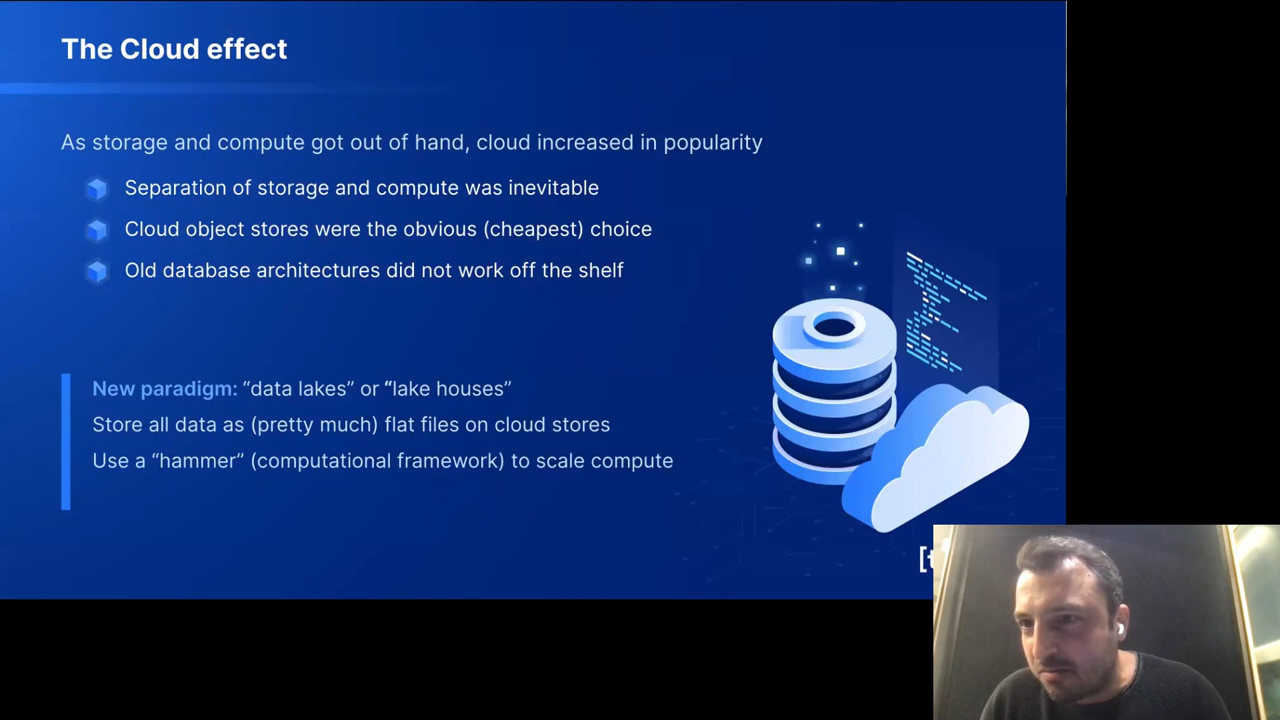 The Cloud effect
As storage and compute got out of hand, cloud increased in popularity
Separation of storage and compute was inevitable
Cloud object stores were the obvious (cheapest) choice
Old database architectures did not work off the shelf
New paradigm: “data lakes” or “lake houses”
Store all data as (pretty much) flat files on cloud stores
Use a “hammer” (computational framework) to scale compute